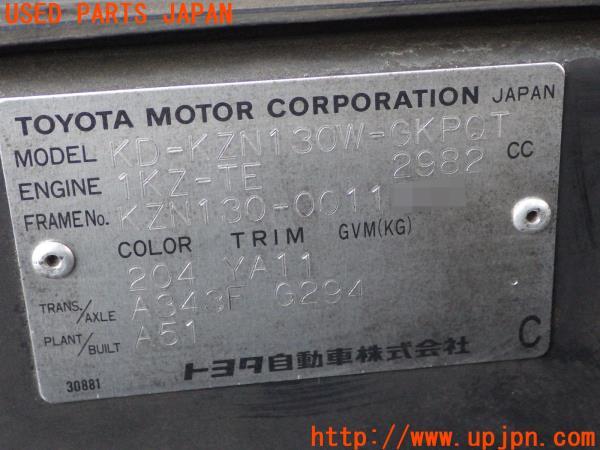 USED PARTS JAPAN
TOYOTA MOTOR CORPORATION JAPAN
MODEL KD-KZN130W-GKPQT
ENGINE 1KZ-TE 2982 CC
FRAME No. KZN130-0011
COLOR TRIM GVM(KG)
204 YA11
TRANS./AXLE A343F G294
PLANT/BUILT A51
トヨタ自動車株式会社 C
30881
http://www.upjpn.com/